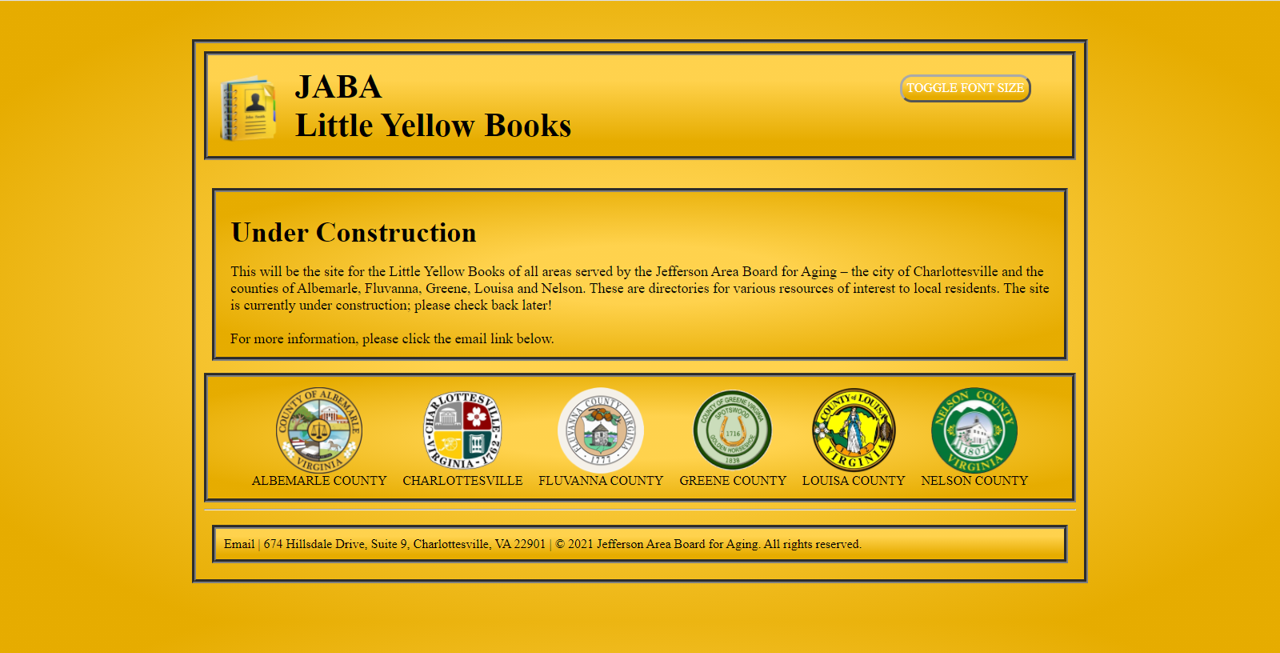 JABA
Little Yellow Books
TOGGLE FONT SIZE
Under Construction
This will be the site for the Little Yellow Books of all areas served by the Jefferson Area Board for Aging – the city of Charlottesville and the
counties of Albemarle, Fluvanna, Greene, Louisa and Nelson. These are directories for various resources of interest to local residents. The site
is currently under construction; please check back later!
For more information, please click the email link below.
COUNTY OF ALBEMARLE
VIRGINIA
CHARLOTTESVILLE
VIRGINIA-1762
FLUVANNA COUNTY VIRGINIA
1777
COUNTY OF GREENE VIRGINIA
SPOTSWOOD
1716
GOLDEN HORSESHOE
1838
COUNTY of LOUISA
VIRGINIA
NELSON COUNTY
1807
VIRGINIA
ALBEMARLE COUNTY
CHARLOTTESVILLE
FLUVANNA COUNTY
GREENE COUNTY
LOUISA COUNTY
NELSON COUNTY
Email | 674 Hillsdale Drive, Suite 9, Charlottesville, VA 22901 | © 2021 Jefferson Area Board for Aging. All rights reserved.